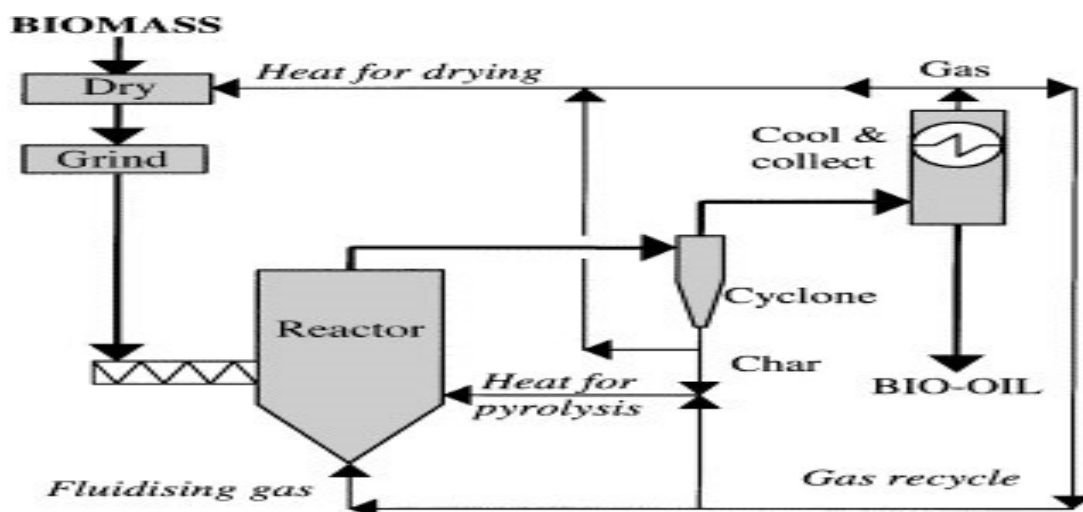 BIOMASS
Dry
Heat for drying
Gas
Grind
Cool &
collect
Reactor
Cyclone
Char
Heat for
pyrolysis
BIO-OIL
Fluidising gas
Gas recycle